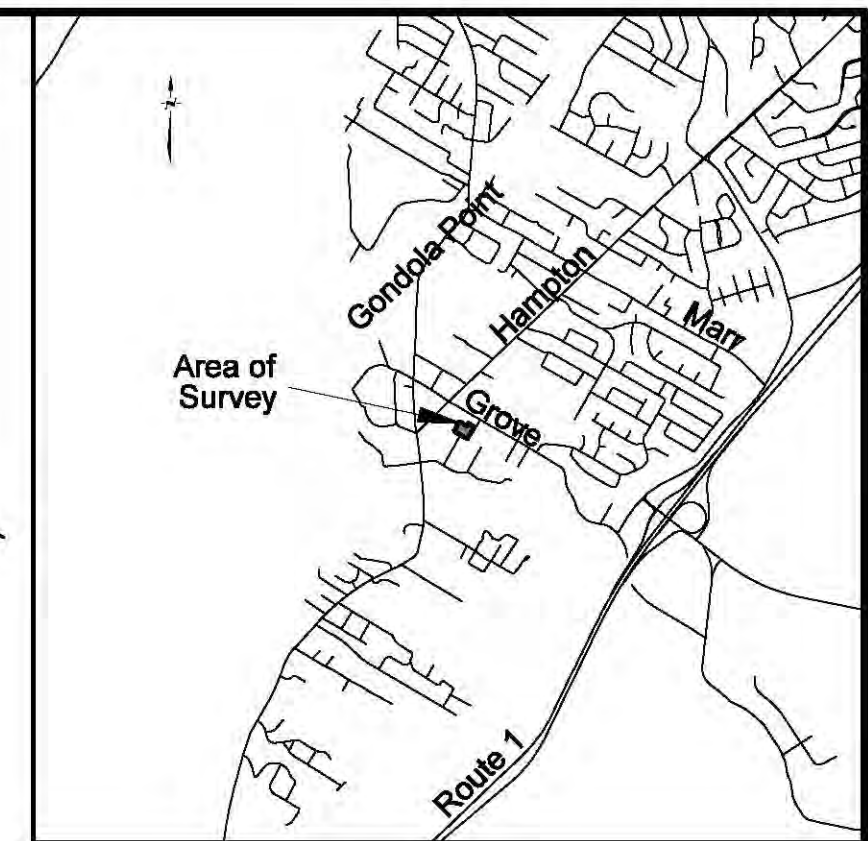 N
Gondola Point
Hampton
Marr
Area of
Survey
Grove
Route 1